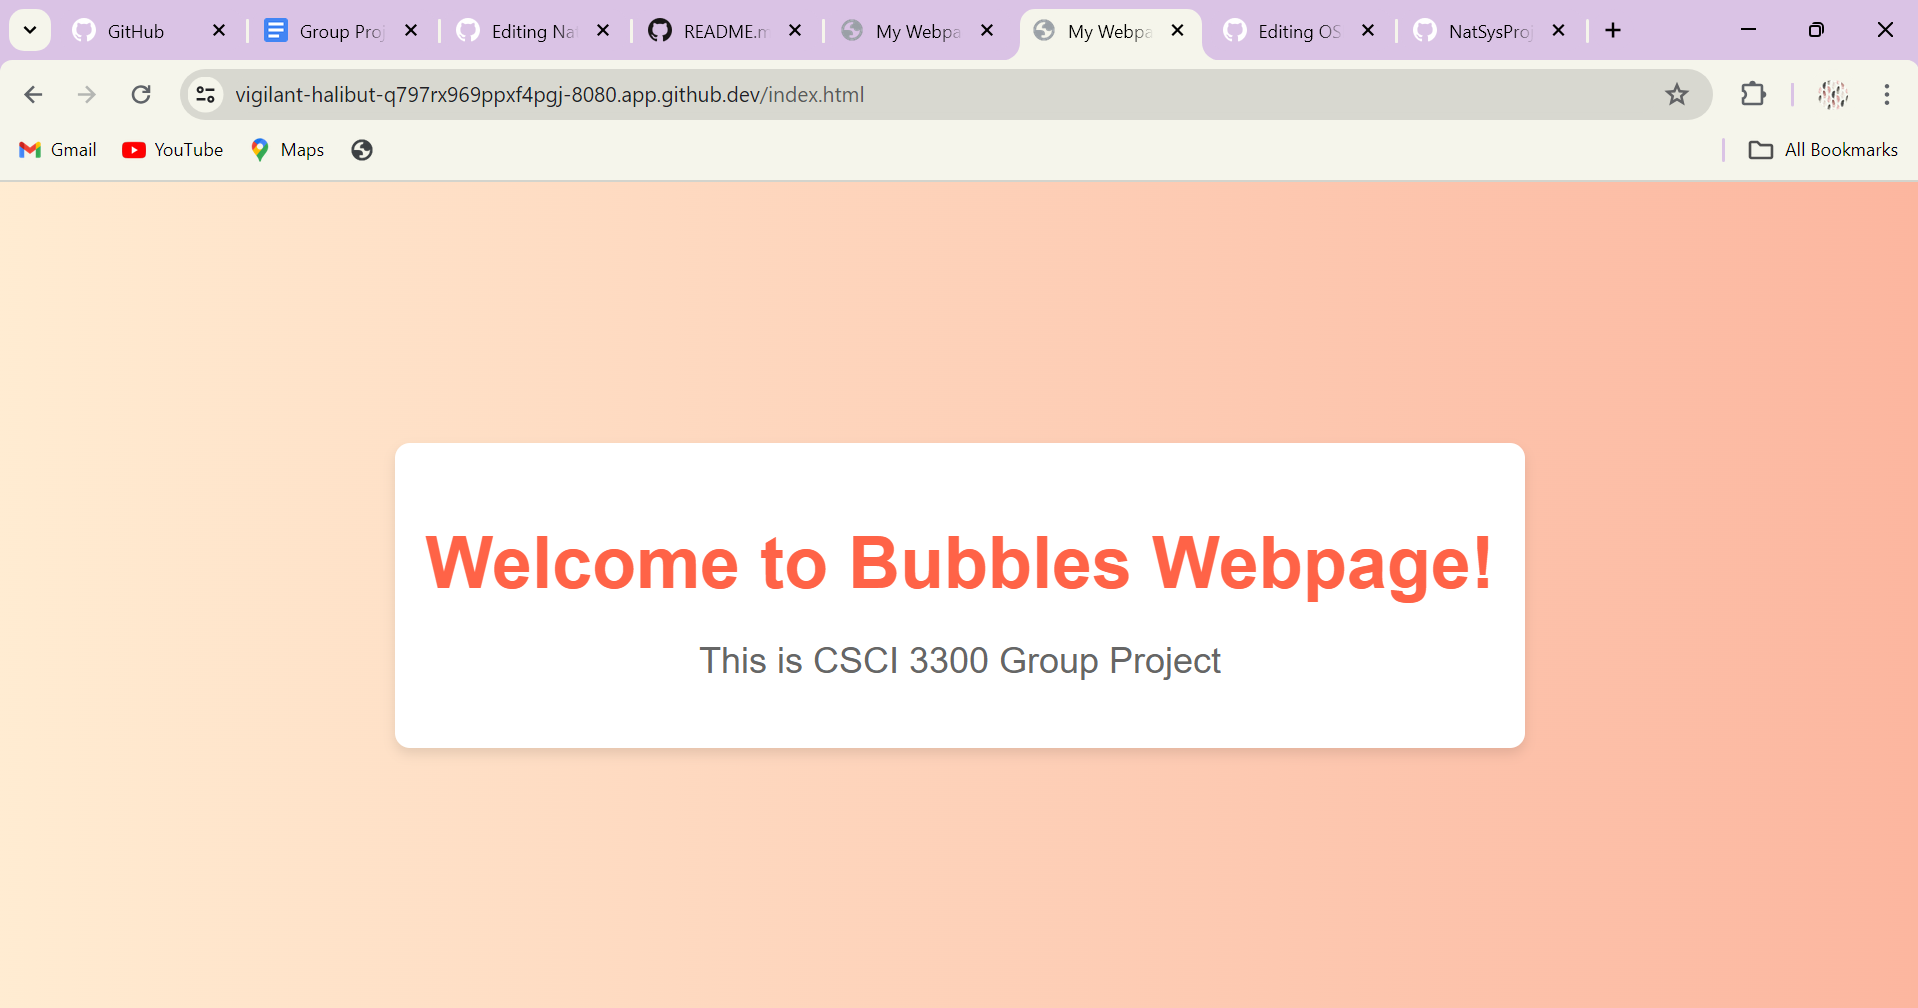 GitHub
Group Proj
Editing Nat
README.m
My Webpa
My Webpa
Editing OS
NatSysProj
vigilant-halibut-q797rx969ppxf4pgj-8080.app.github.dev/index.html
Gmail
YouTube
Maps
All Bookmarks
Welcome to Bubbles Webpage!
This is CSCI 3300 Group Project